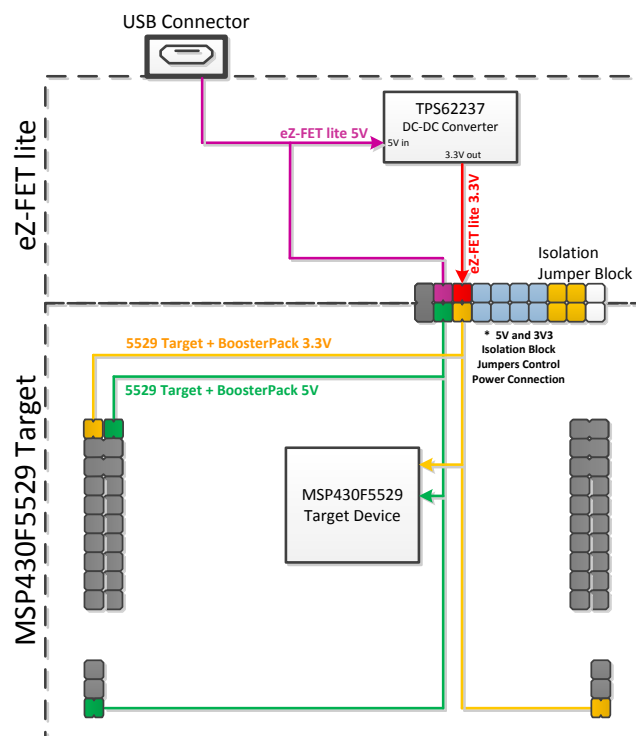 USB Connector
TPS62237
DC-DC Converter
5V in
3.3V out
eZ-FET lite 5V
eZ-FET lite 3.3V
eZ-FET lite
Isolation
Jumper Block
* 5V and 3V3
Isolation Block
Jumpers Control
Power Connection
5529 Target + BoosterPack 3.3V
5529 Target + BoosterPack 5V
MSP430F5529 Target
MSP430F5529
Target Device